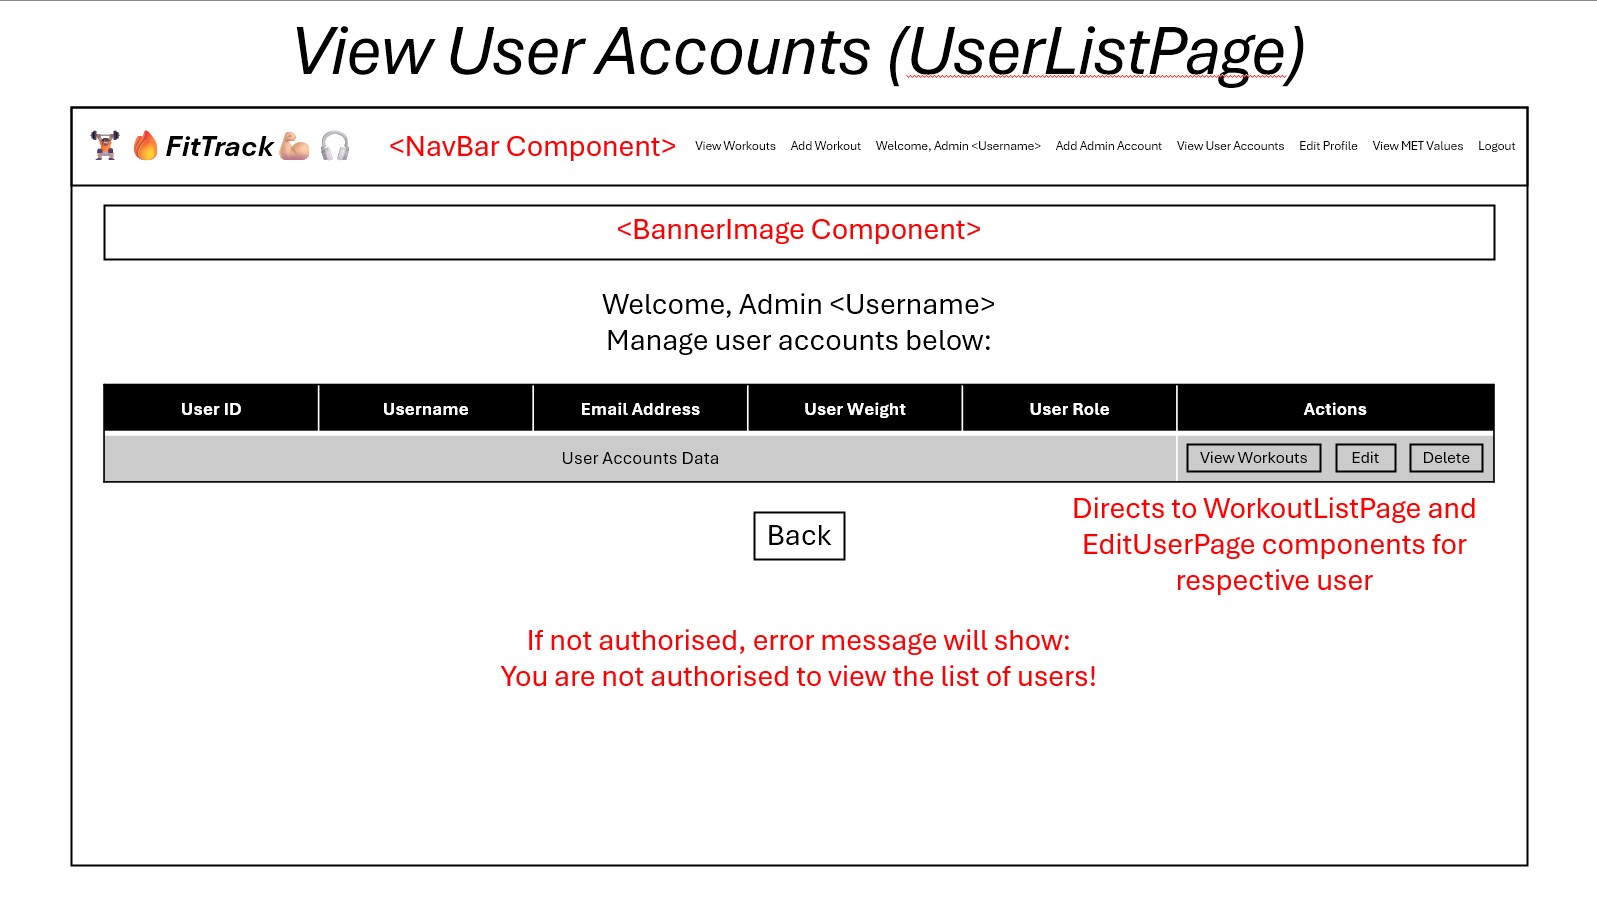 View User Accounts (UserListPage)
FitTrack <NavBar Component> View Workouts Add Workout Welcome, Admin <Username> Add Admin Account View User Accounts Edit Profile View MET Values Logout
<BannerImage Component>
Welcome, Admin <Username>
Manage user accounts below:
User ID Username Email Address User Weight User Role Actions
User Accounts Data View Workouts Edit Delete
Back
Directs to WorkoutListPage and
EditUserPage components for
respective user
If not authorised, error message will show:
You are not authorised to view the list of users!